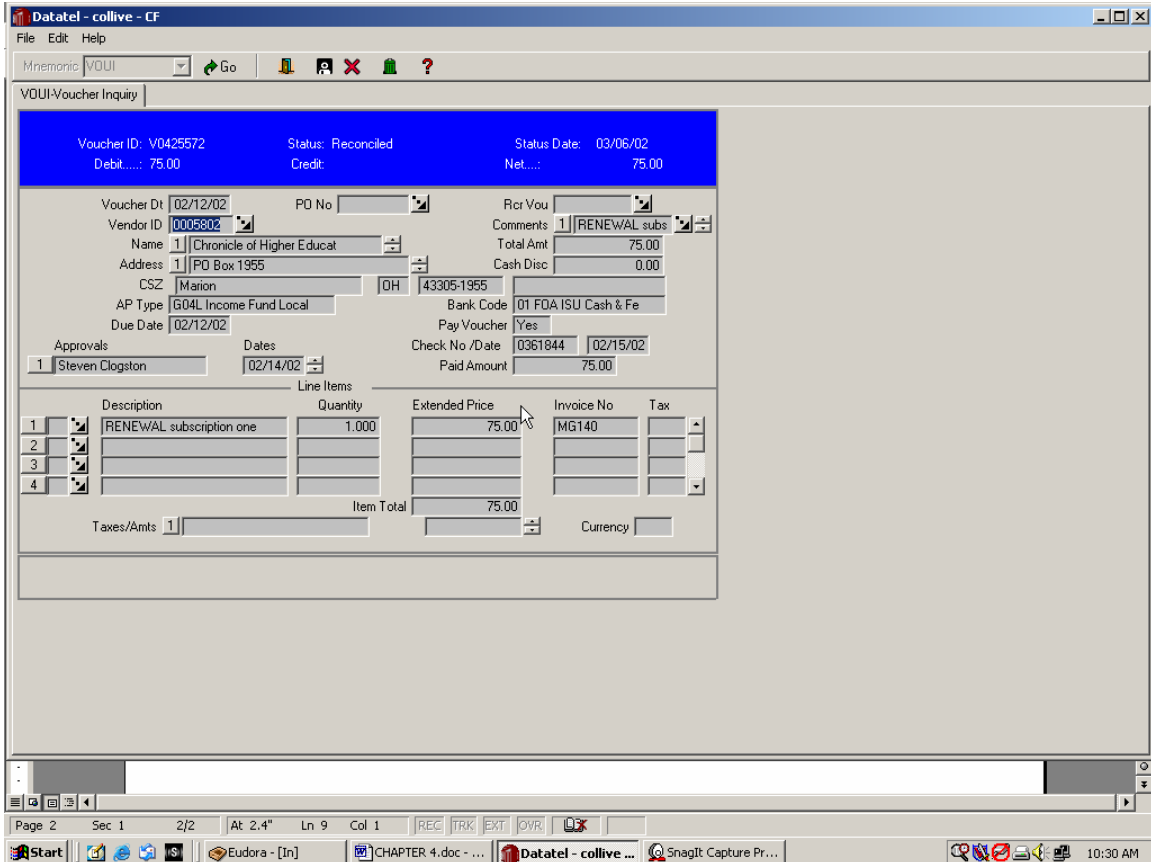 Datatel - collive - CF
File Edit Help
Mnemonic VOUI Go ?
VOUI-Voucher Inquiry
Voucher ID: V0425572 Status: Reconciled Status Date: 03/06/02
Debit.....: 75.00 Credit: Net....: 75.00
Voucher Dt 02/12/02 PO No Rcr Vou
Vendor ID 0005802 Comments 1 RENEWAL subs
Name 1 Chronicle of Higher Educat Total Amt 75.00
Address 1 PO Box 1955 Cash Disc 0.00
CSZ Marion OH 43305-1955
AP Type G04L Income Fund Local Bank Code 01 FOA ISU Cash & Fe
Due Date 02/12/02 Pay Voucher Yes
Approvals Dates Check No /Date 0361844 02/15/02
1 Steven Clogston 02/14/02 Paid Amount 75.00
Line Items
Description Quantity Extended Price Invoice No Tax
1 RENEWAL subscription one 1.000 75.00 MG140
2
3
4
Item Total 75.00
Taxes/Amts 1 Currency
Page 2 Sec 1 2/2 At 2.4" Ln 9 Col 1 REC TRK EXT OVR
Start Eudora - [In] CHAPTER 4.doc - ... Datatel - collive ... SnagIt Capture Pr... 10:30 AM